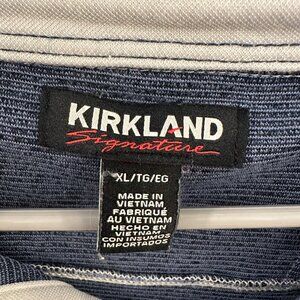 KIRKLAND
Signature
XL/TG/EG
MADE IN
VIETNAM
FABRIQUÉ
AU VIETNAM
HECHO EN
VIETNAM
CON INSUMOS
IMPORTADOS